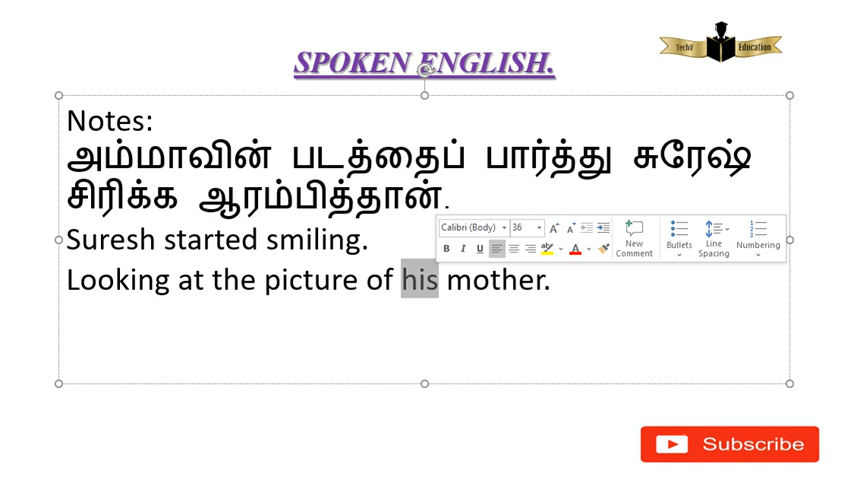 SPOKEN ENGLISH.
TechV Education
Notes:
அம்மாவின் படத்தைப் பார்த்து சுரேஷ்
சிரிக்க ஆரம்பித்தான்.
Calibri (Body) 36
B I U
New Comment
Bullets
Line Spacing
Numbering
Suresh started smiling.
Looking at the picture of his mother.
Subscribe